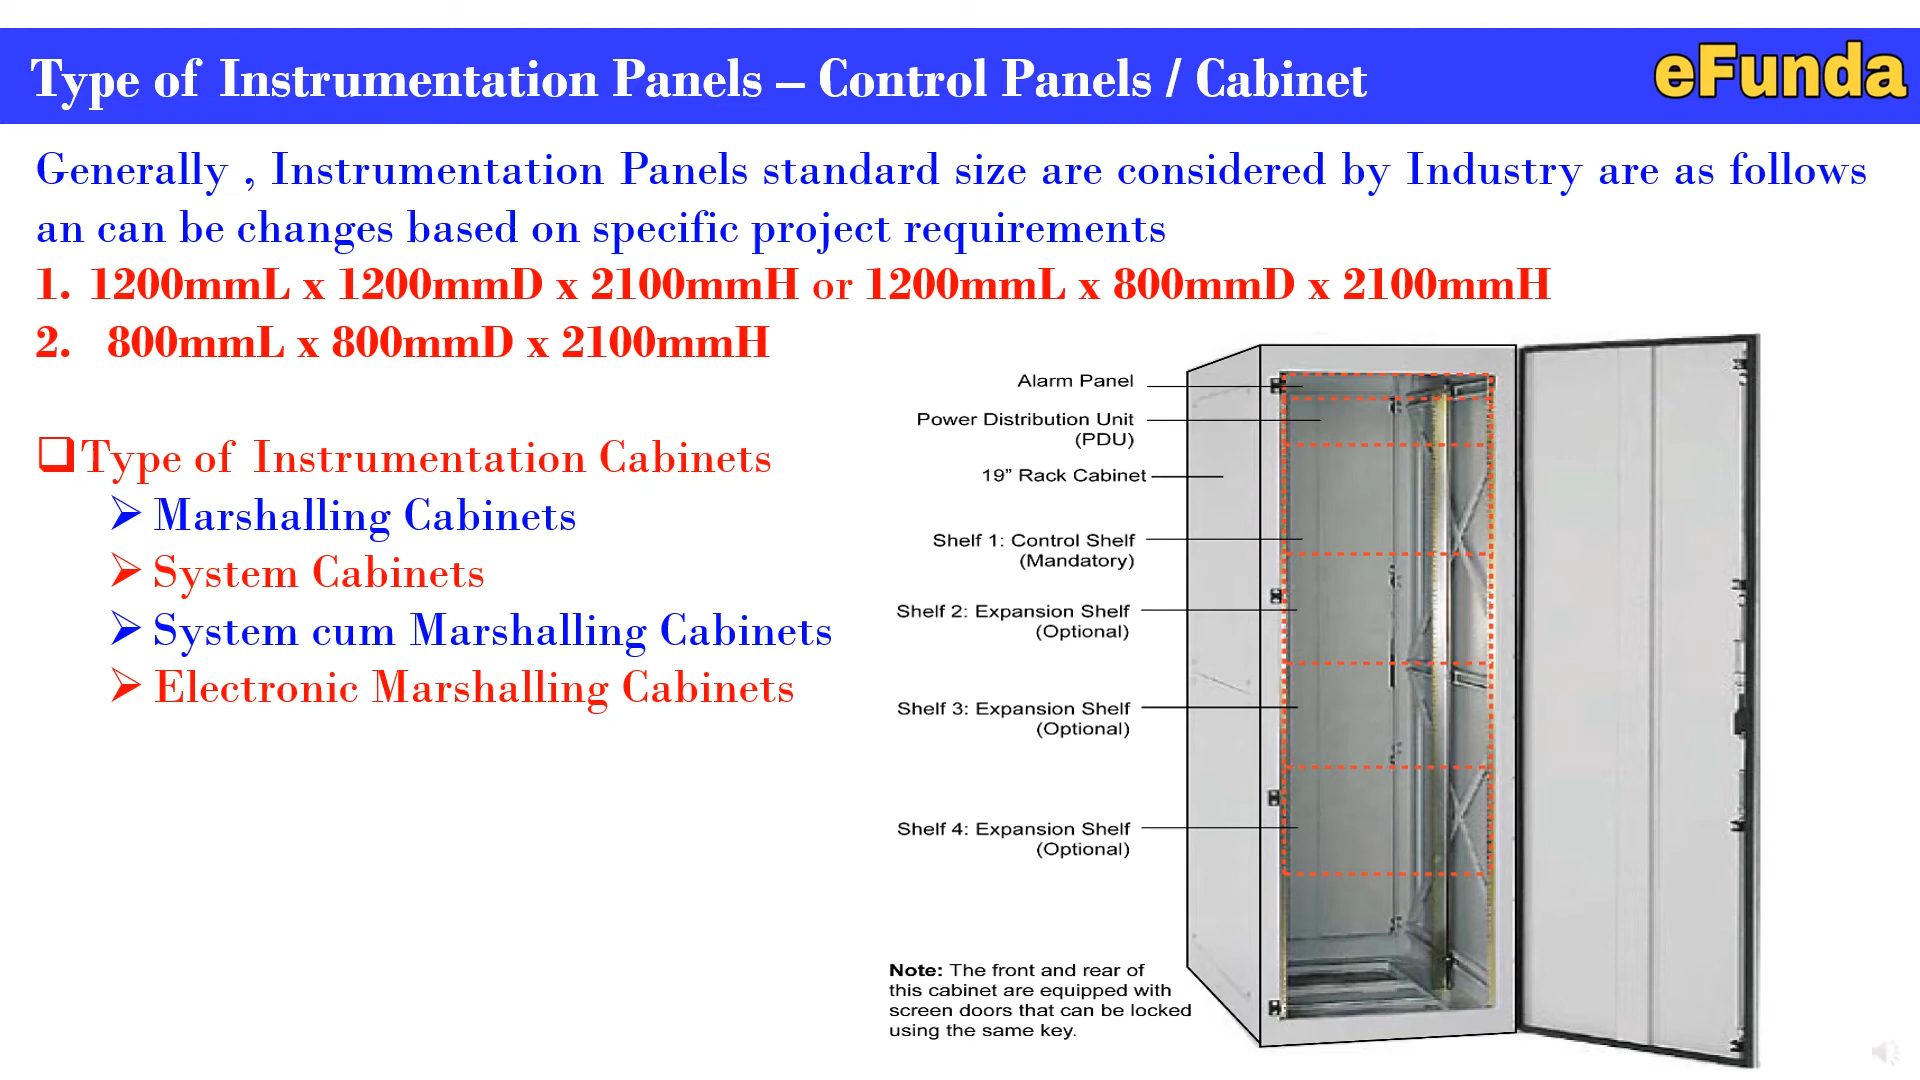 Type of Instrumentation Panels – Control Panels / Cabinet
eFunda
Generally , Instrumentation Panels standard size are considered by Industry are as follows
an can be changes based on specific project requirements
1. 1200mmL x 1200mmD x 2100mmH or 1200mmL x 800mmD x 2100mmH
2. 800mmL x 800mmD x 2100mmH
Type of Instrumentation Cabinets
Marshalling Cabinets
System Cabinets
System cum Marshalling Cabinets
Electronic Marshalling Cabinets
Alarm Panel
Power Distribution Unit
(PDU)
19” Rack Cabinet
Shelf 1: Control Shelf
(Mandatory)
Shelf 2: Expansion Shelf
(Optional)
Shelf 3: Expansion Shelf
(Optional)
Shelf 4: Expansion Shelf
(Optional)
Note: The front and rear of
this cabinet are equipped with
screen doors that can be locked
using the same key.